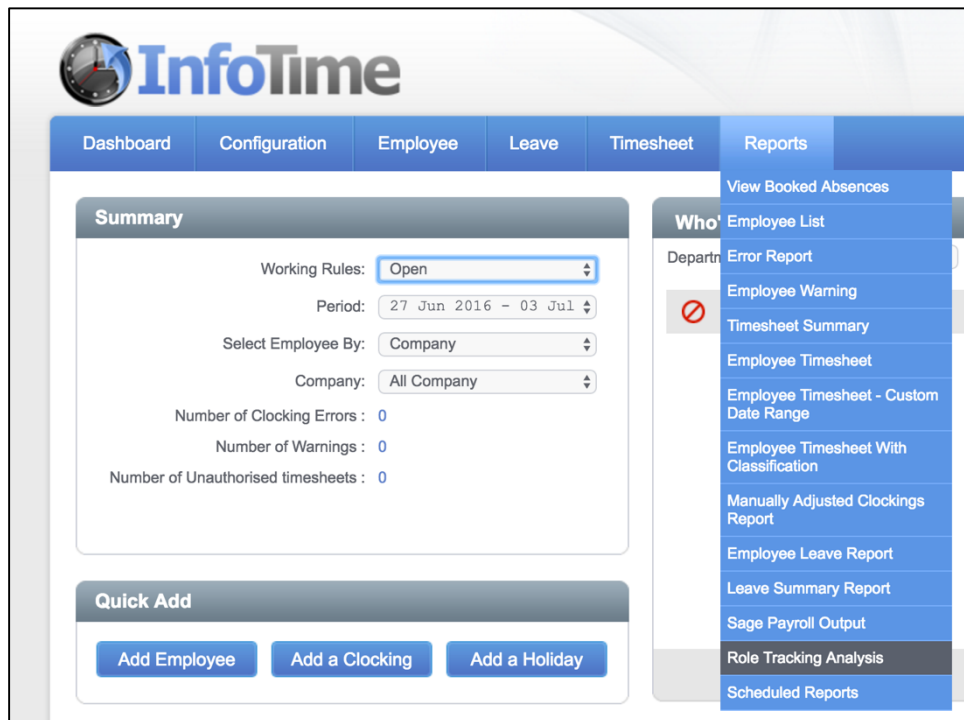 InfoTime
Dashboard Configuration Employee Leave Timesheet Reports
Summary
Working Rules: Open
Period: 27 Jun 2016 - 03 Jul
Select Employee By: Company
Company: All Company
Number of Clocking Errors : 0
Number of Warnings : 0
Number of Unauthorised timesheets : 0
Quick Add
Add Employee Add a Clocking Add a Holiday
Who'
Departn
View Booked Absences
Employee List
Error Report
Employee Warning
Timesheet Summary
Employee Timesheet
Employee Timesheet - Custom
Date Range
Employee Timesheet With
Classification
Manually Adjusted Clockings
Report
Employee Leave Report
Leave Summary Report
Sage Payroll Output
Role Tracking Analysis
Scheduled Reports